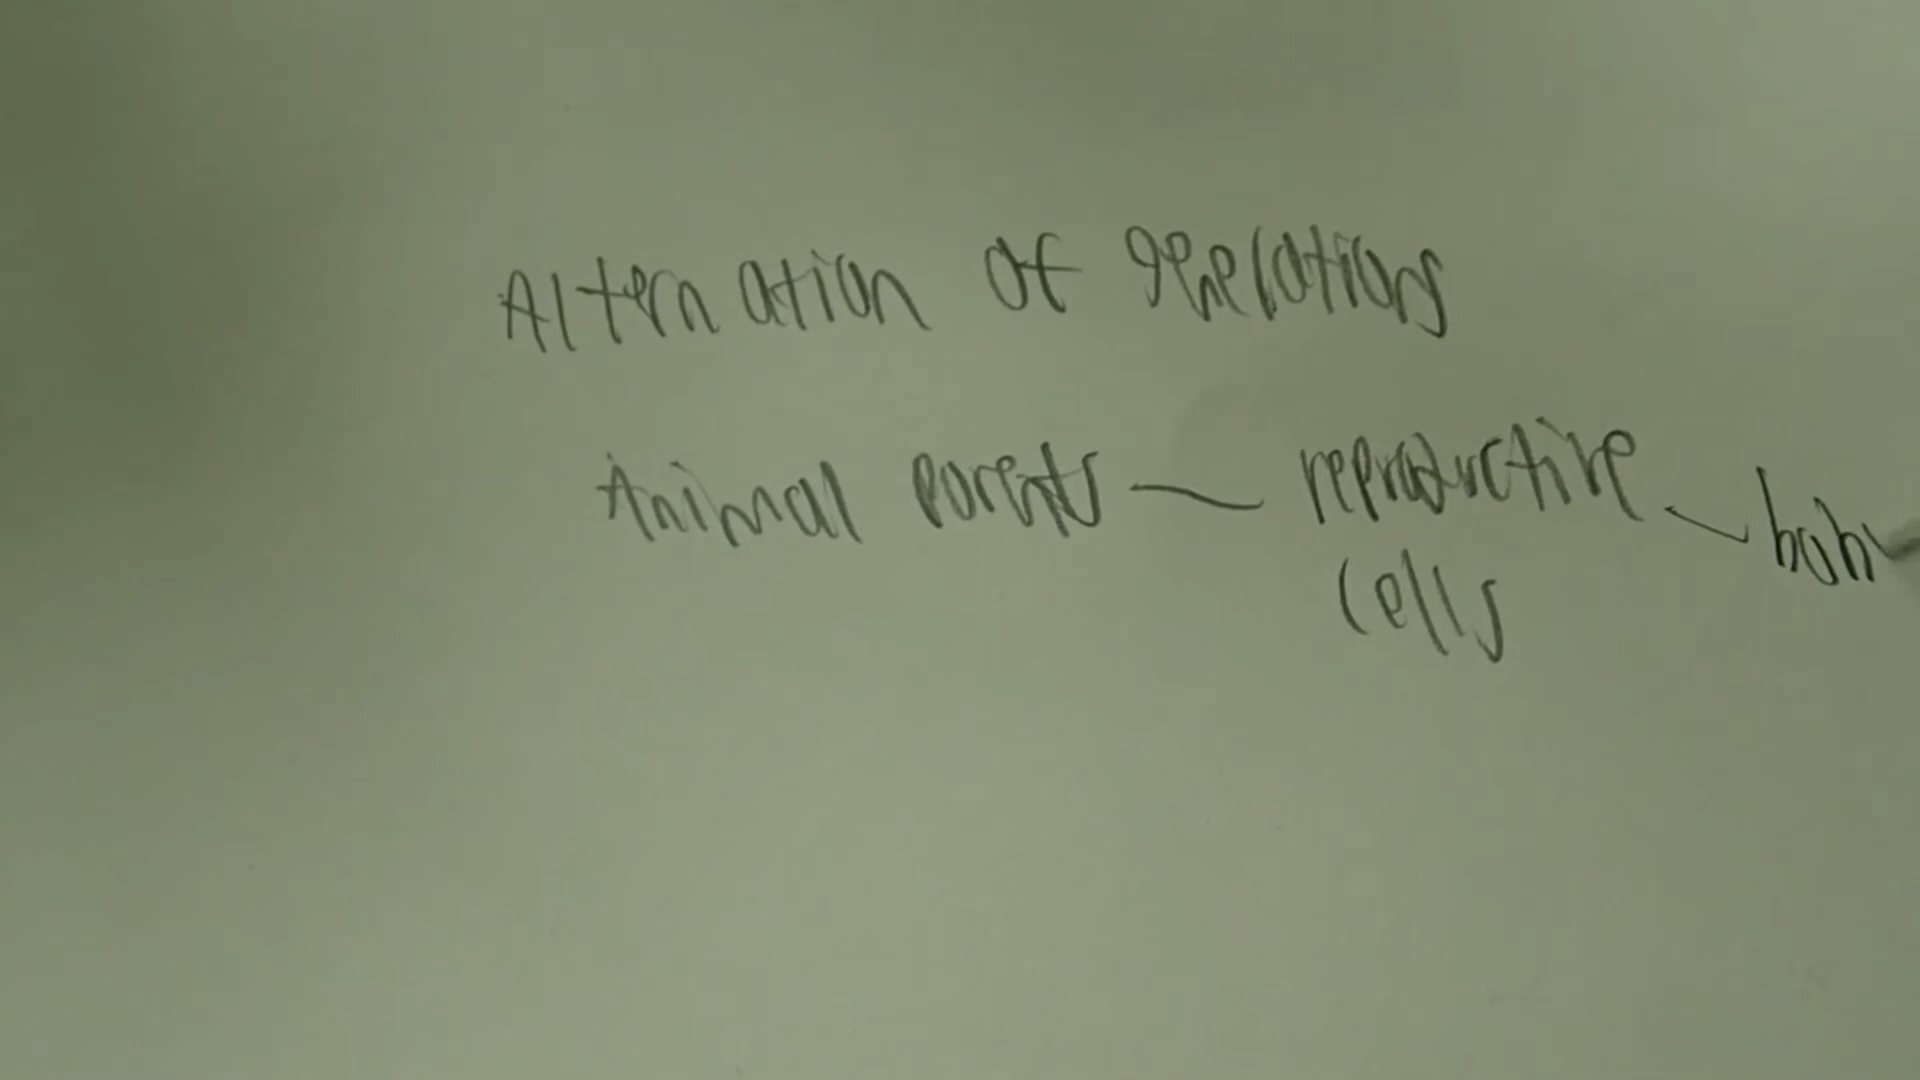 Alternation of generations
Animal parents — reproductive — baby
cells